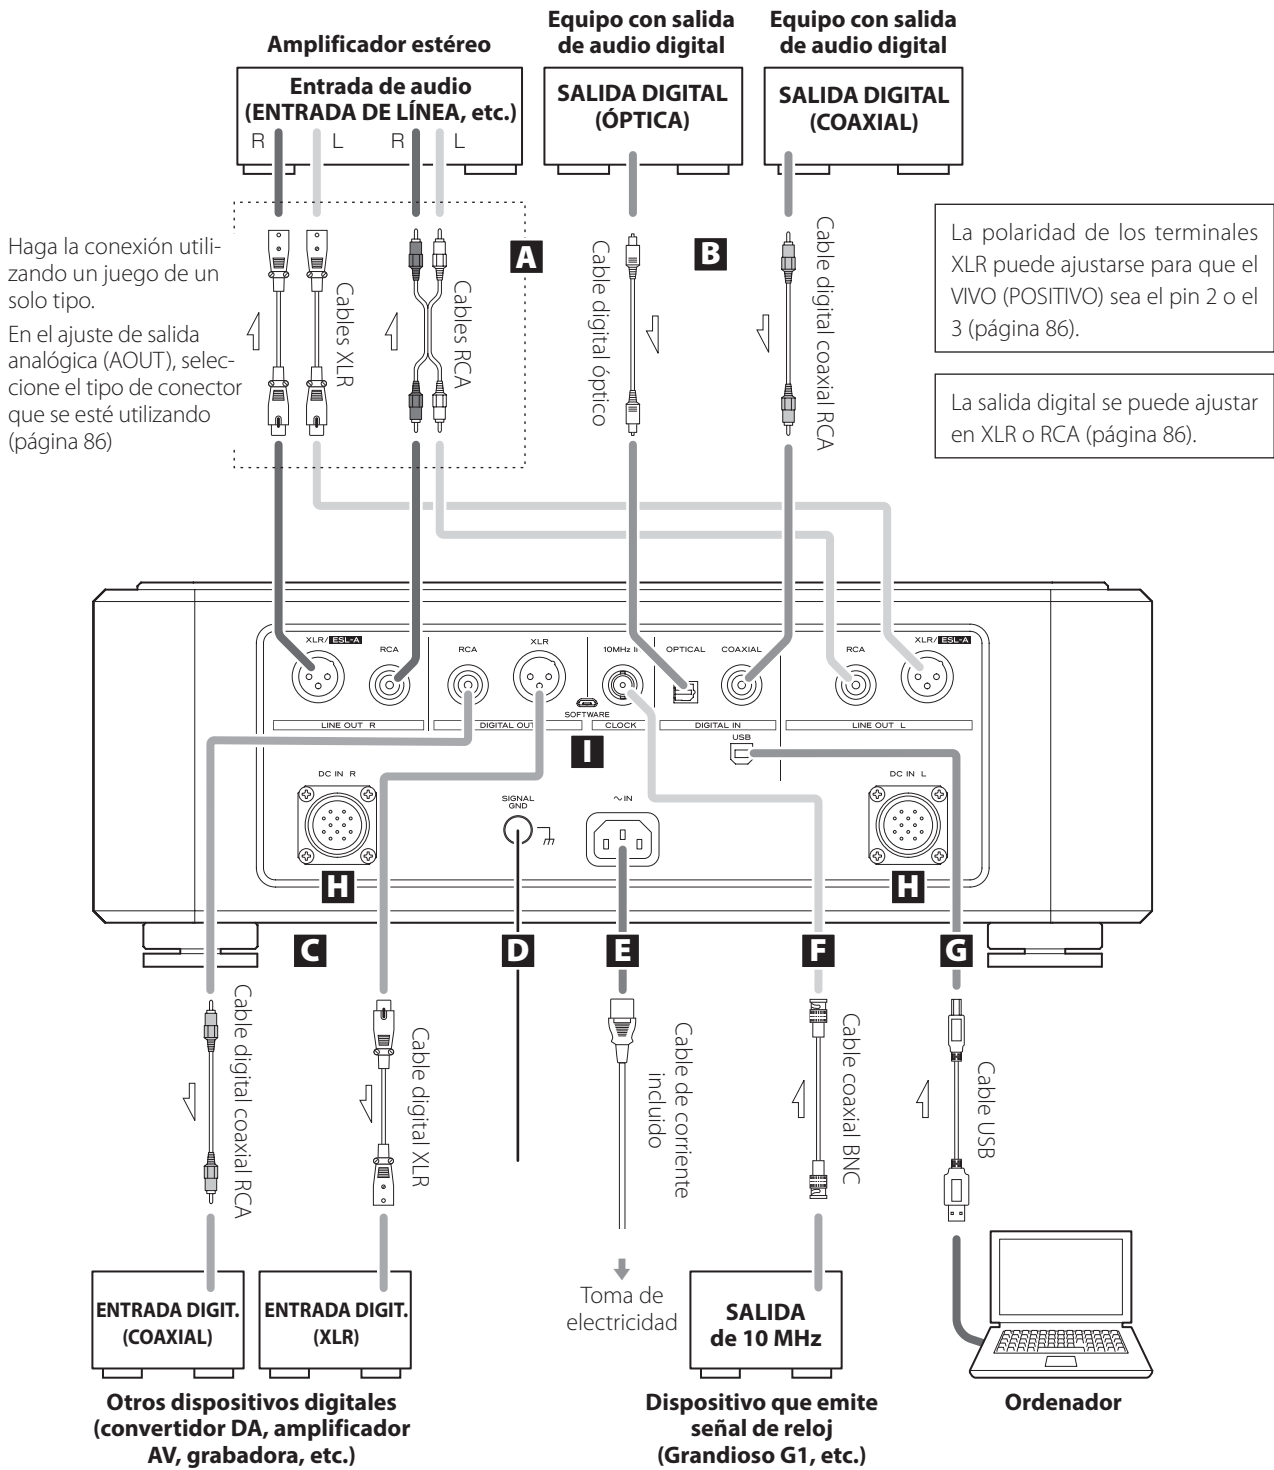 Amplificador estéreo
Equipo con salida
de audio digital
Equipo con salida
de audio digital
Entrada de audio
(ENTRADA DE LÍNEA, etc.)
R L R L
SALIDA DIGITAL
(ÓPTICA)
SALIDA DIGITAL
(COAXIAL)
Haga la conexión utili-
zando un juego de un
solo tipo.
En el ajuste de salida
analógica (AOUT), selec-
cione el tipo de conector
que se esté utilizando
(página 86)
Cables XLR
Cables RCA
A
Cable digital óptico
B
Cable digital coaxial RCA
La polaridad de los terminales
XLR puede ajustarse para que el
VIVO (POSITIVO) sea el pin 2 o el
3 (página 86).
La salida digital se puede ajustar
en XLR o RCA (página 86).
XLR/ESL-A
RCA
RCA
XLR
10MHz
OPTICAL
COAXIAL
RCA
XLR/ESL-A
SOFTWARE
LINE OUT R
DIGITAL OUT
CLOCK
DIGITAL IN
LINE OUT L
I
USB
DC IN R
SIGNAL
GND
~IN
DC IN L
H
H
C
D
E
F
G
Cable digital coaxial RCA
Cable digital XLR
Cable de corriente
incluido
Cable coaxial BNC
Cable USB
Toma de
electricidad
ENTRADA DIGIT.
(COAXIAL)
ENTRADA DIGIT.
(XLR)
SALIDA
de 10 MHz
Otros dispositivos digitales
(convertidor DA, amplificador
AV, grabadora, etc.)
Dispositivo que emite
señal de reloj
(Grandioso G1, etc.)
Ordenador